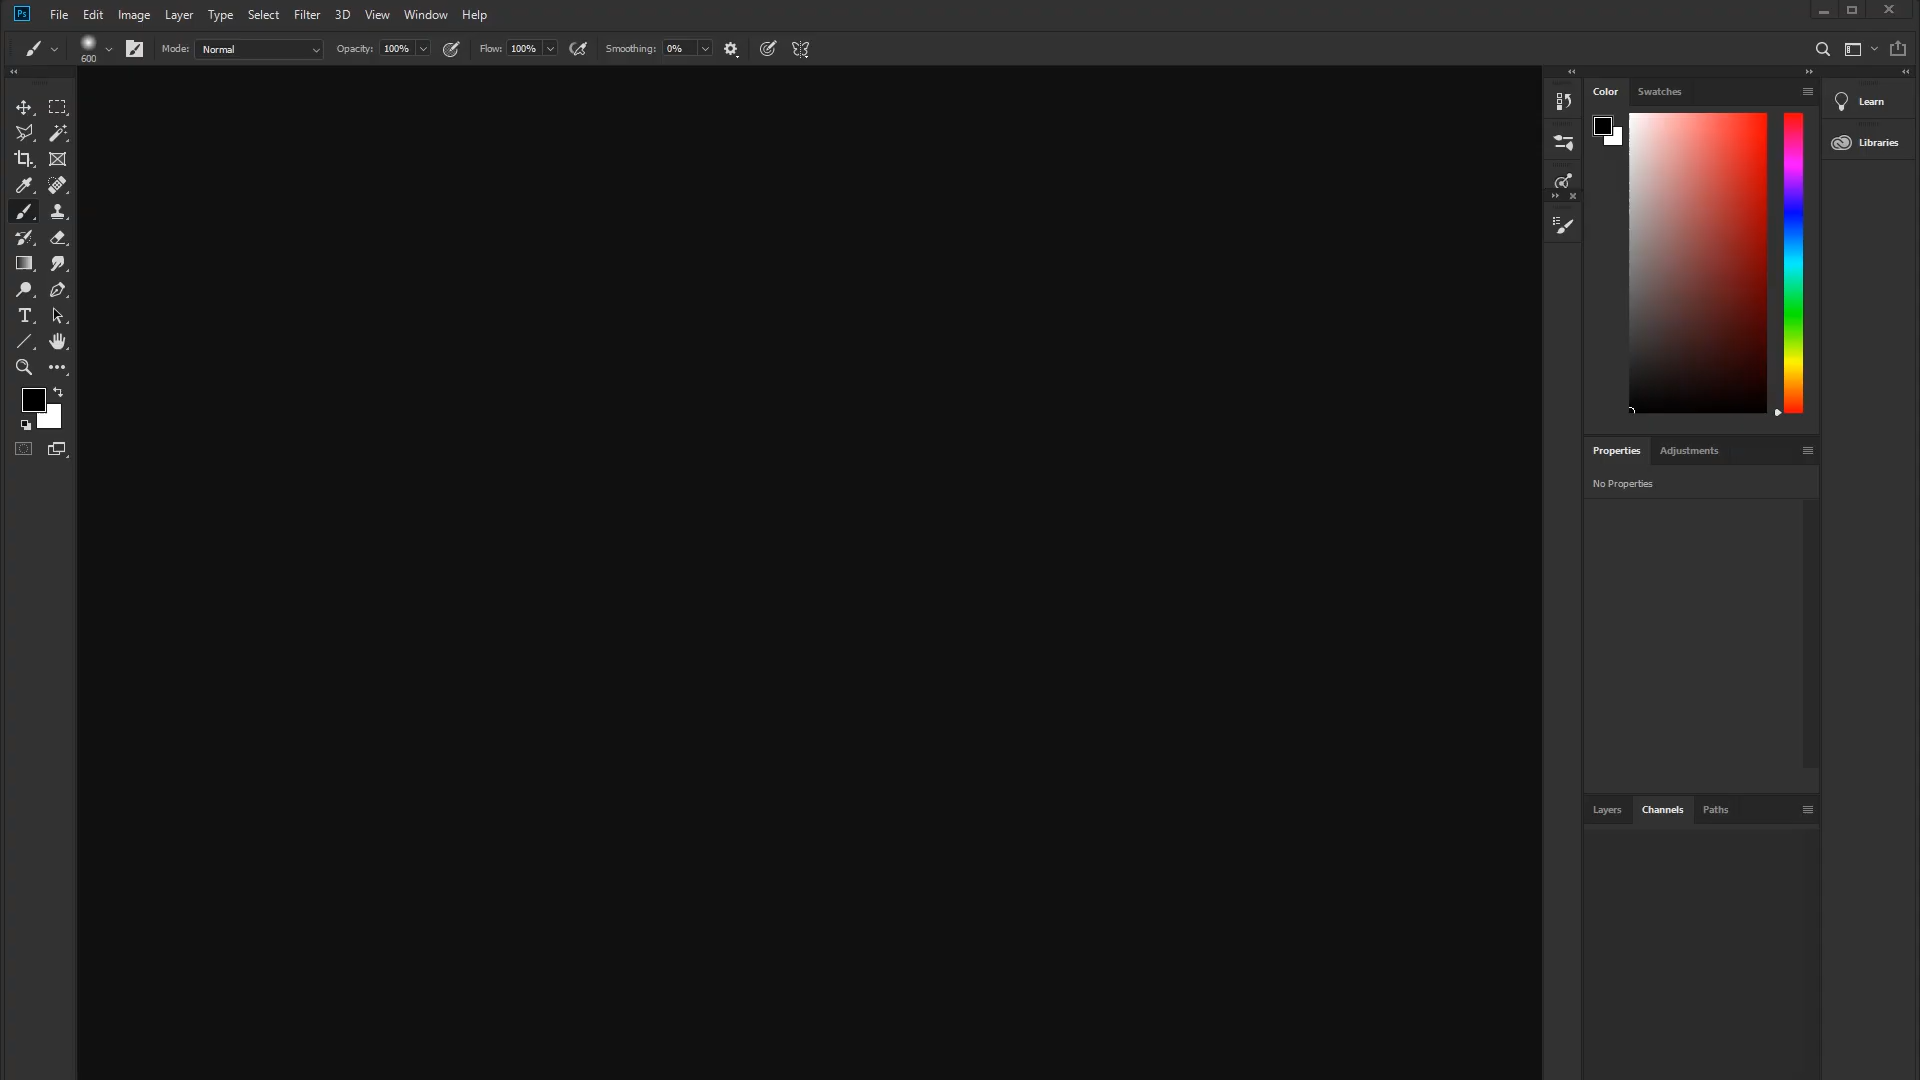 Ps File Edit Image Layer Type Select Filter 3D View Window Help
600 Mode: Normal Opacity: 100% Flow: 100% Smoothing: 0%
Color Swatches
Learn
Libraries
Properties Adjustments
No Properties
Layers Channels Paths